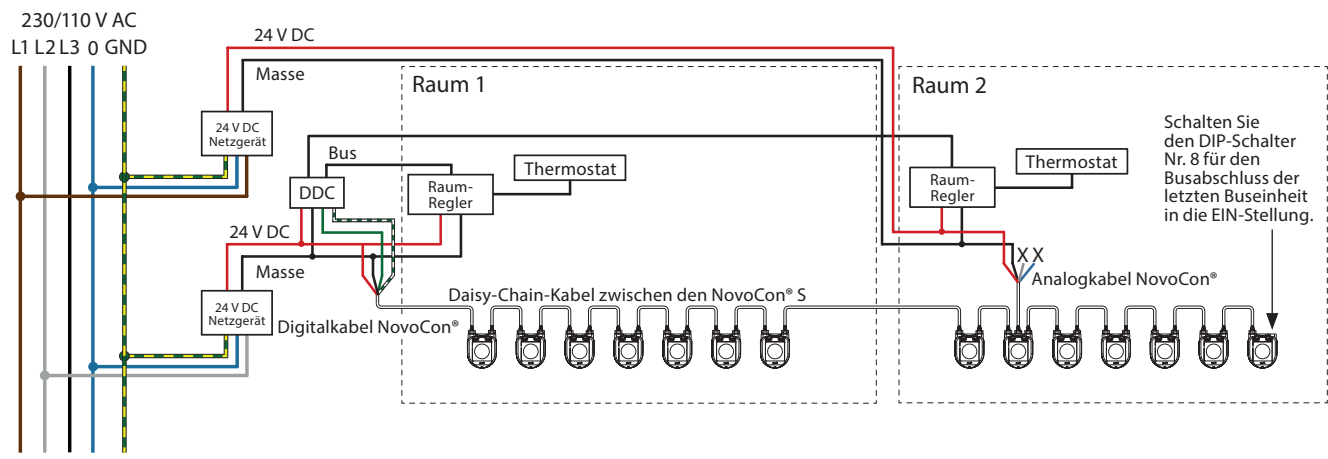 230/110 V AC
L1 L2 L3 0 GND
24 V DC
Masse
24 V DC
Netzgerät
Raum 1
Bus
DDC
Raum-
Regler
Thermostat
24 V DC
Masse
24 V DC
Netzgerät
Digitalkabel NovoCon®
Daisy-Chain-Kabel zwischen den NovoCon® S
Raum 2
Raum-
Regler
Thermostat
X X
Analogkabel NovoCon®
Schalten Sie
den DIP-Schalter
Nr. 8 für den
Busabschluss der
letzten Buseinheit
in die EIN-Stellung.